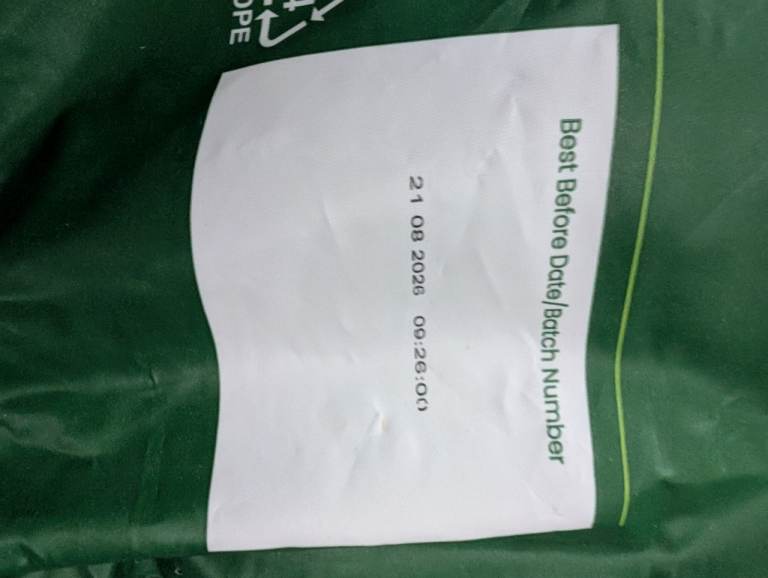 Best Before Date/Batch Number
21 08 2026 09:26:00